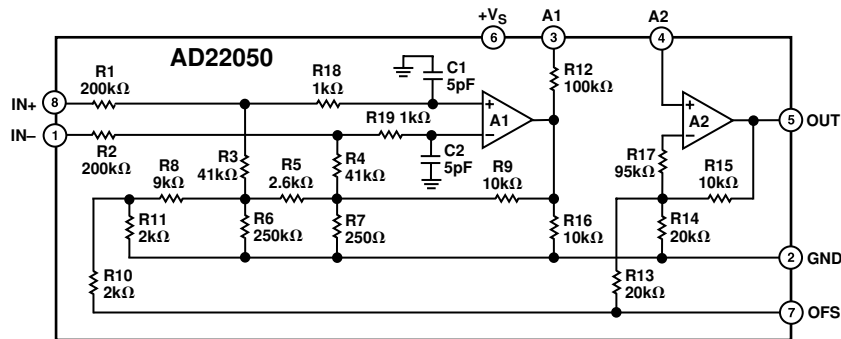 +VS
A1
A2
6
3
4
AD22050
R1
200kΩ
R18
1kΩ
C1
5pF
R12
100kΩ
IN+
8
IN–
1
R2
200kΩ
R19 1kΩ
+
–
A1
+
–
A2
5
OUT
R3
41kΩ
R4
41kΩ
C2
5pF
R17
95kΩ
R15
10kΩ
R8
9kΩ
R5
2.6kΩ
R9
10kΩ
R11
2kΩ
R6
250kΩ
R7
250Ω
R16
10kΩ
R14
20kΩ
2
GND
R10
2kΩ
R13
20kΩ
7
OFS